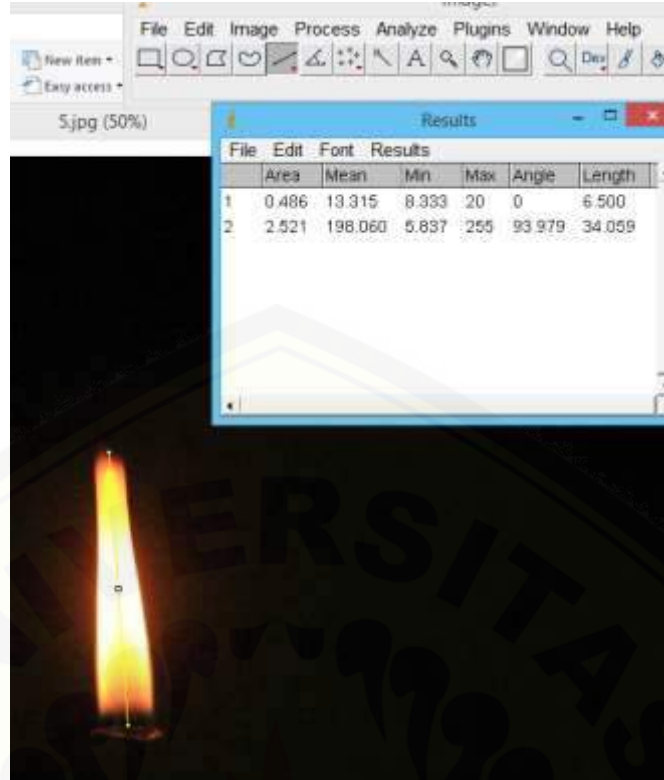 File Edit Image Process Analyze Plugins Window Help
New item
A
Dev
Easy access
5.jpg (50%)
Results
File Edit Font Results
Area Mean Min Max Angle Length
1 0.486 13.315 8.333 20 0 6.500
2 2.521 198.060 5.837 255 93.979 34.059
UNIVERSITAS